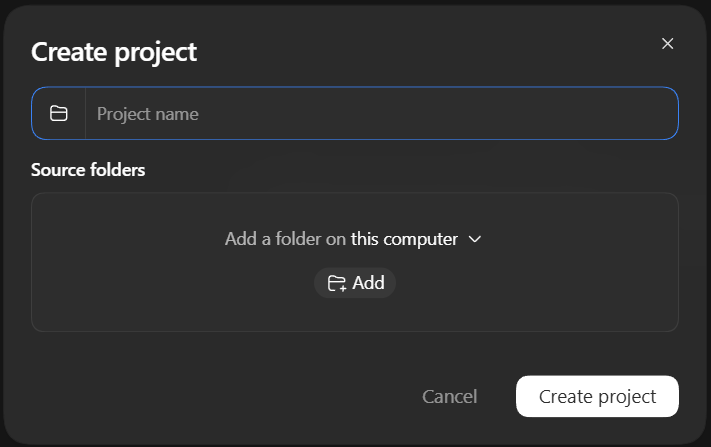 Create project
Project name
Source folders
Add a folder on this computer
Add
Cancel
Create project